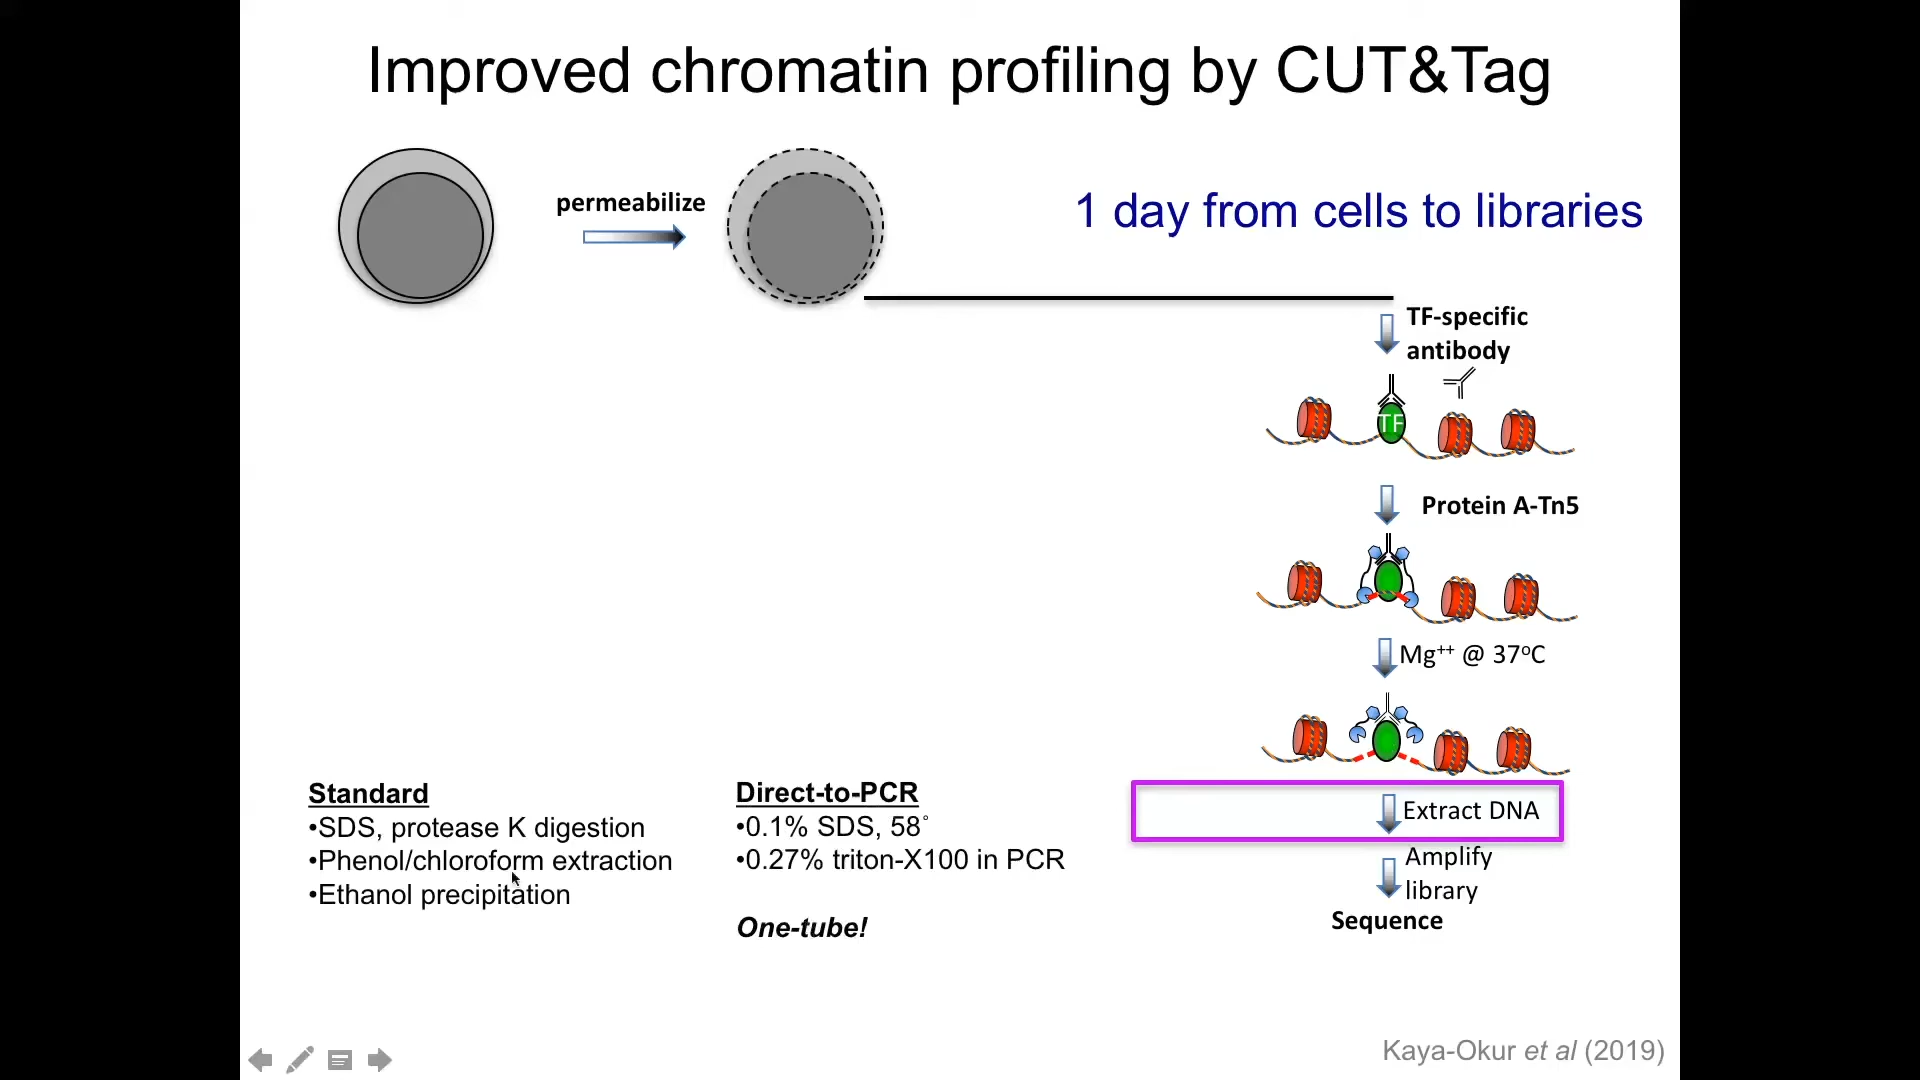 Improved chromatin profiling by CUT&Tag
permeabilize
1 day from cells to libraries
TF-specific
antibody
TF
Protein A-Tn5
Mg⁺⁺ @ 37ºC
Standard
•SDS, protease K digestion
•Phenol/chloroform extraction
•Ethanol precipitation
Direct-to-PCR
•0.1% SDS, 58˚
•0.27% triton-X100 in PCR
One-tube!
Extract DNA
Amplify
library
Sequence
Kaya-Okur et al (2019)